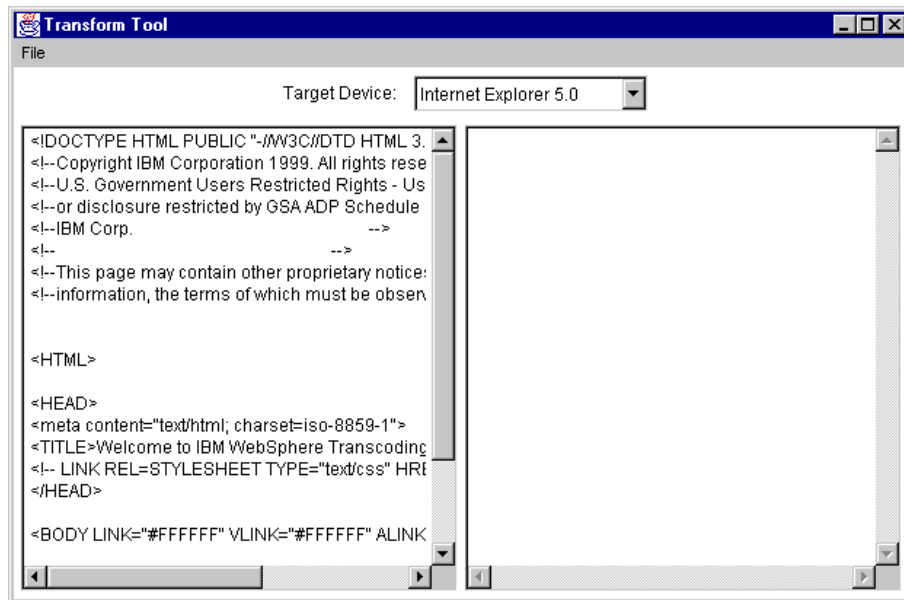 Transform Tool
File
Target Device: Internet Explorer 5.0
<!DOCTYPE HTML PUBLIC "-//W3C//DTD HTML 3.
<!--Copyright IBM Corporation 1999. All rights rese
<!--U.S. Government Users Restricted Rights - Us
<!--or disclosure restricted by GSA ADP Schedule
<!--IBM Corp. -->
<!-- -->
<!--This page may contain other proprietary notice
<!--information, the terms of which must be obser
<HTML>
<HEAD>
<meta content="text/html; charset=iso-8859-1">
<TITLE>Welcome to IBM WebSphere Transcoding
<!-- LINK REL=STYLESHEET TYPE="text/css" HRE
</HEAD>
<BODY LINK="#FFFFFF" VLINK="#FFFFFF" ALINK